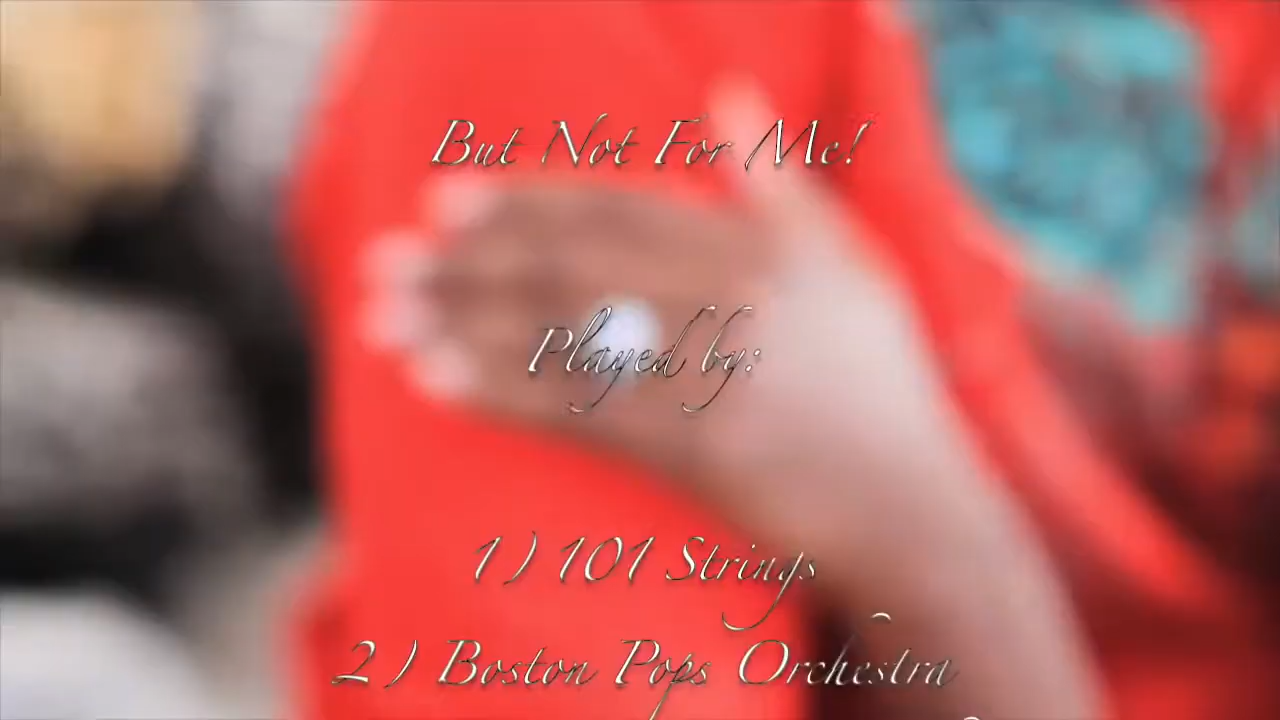 But Not For Me!
Played by:
1) 101 Strings
2) Boston Pops Orchestra